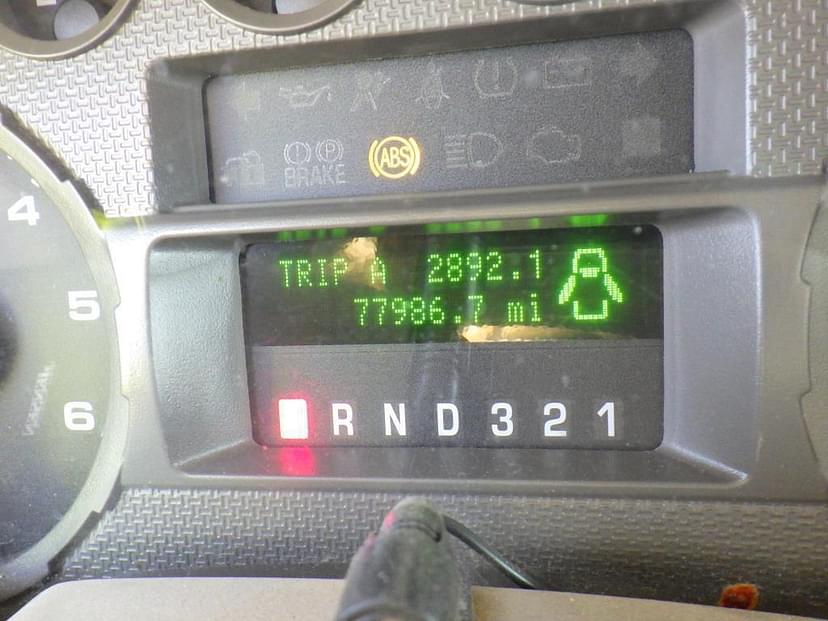 4
5
6
(!) (P)
BRAKE
ABS
TRIP A 2892.1
77986.7 mi
R N D 3 2 1